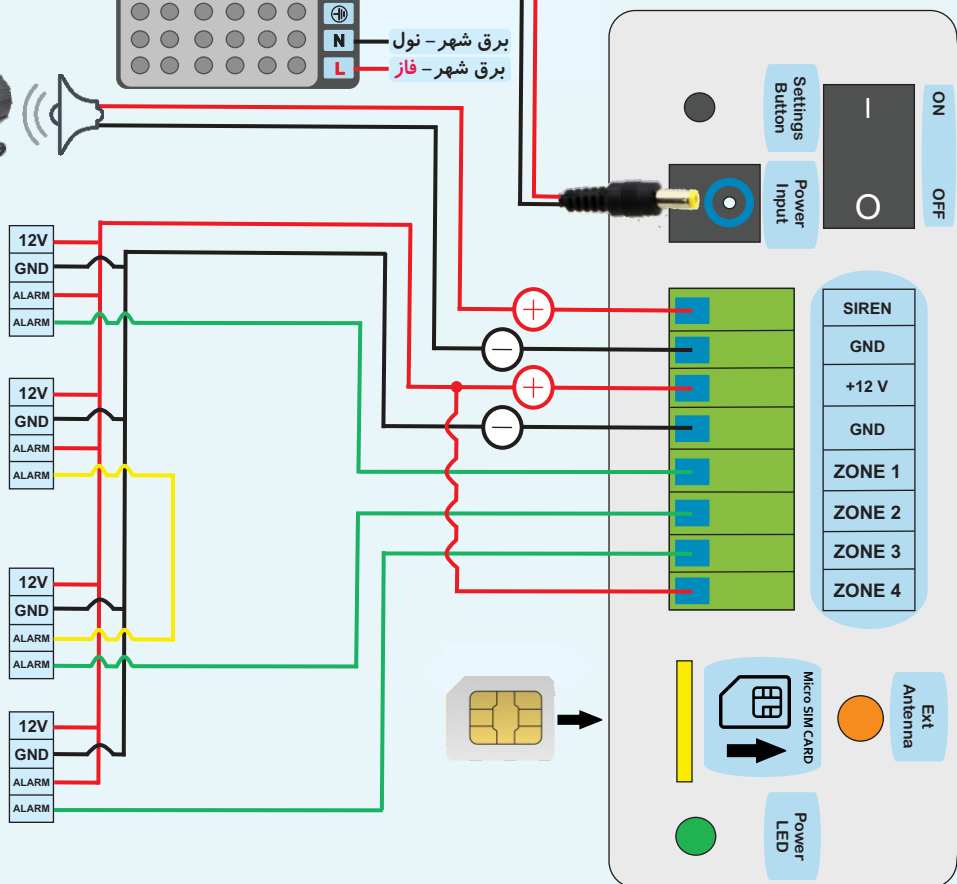 N
برق شهر – نول
L
برق شهر – فاز
Settings
Button
I
O
ON
OFF
Power
Input
12V
GND
ALARM
ALARM
12V
GND
ALARM
ALARM
12V
GND
ALARM
ALARM
12V
GND
ALARM
ALARM
+
–
+
–
SIREN
GND
+12 V
GND
ZONE 1
ZONE 2
ZONE 3
ZONE 4
Micro SIM CARD
Ext
Antenna
Power
LED